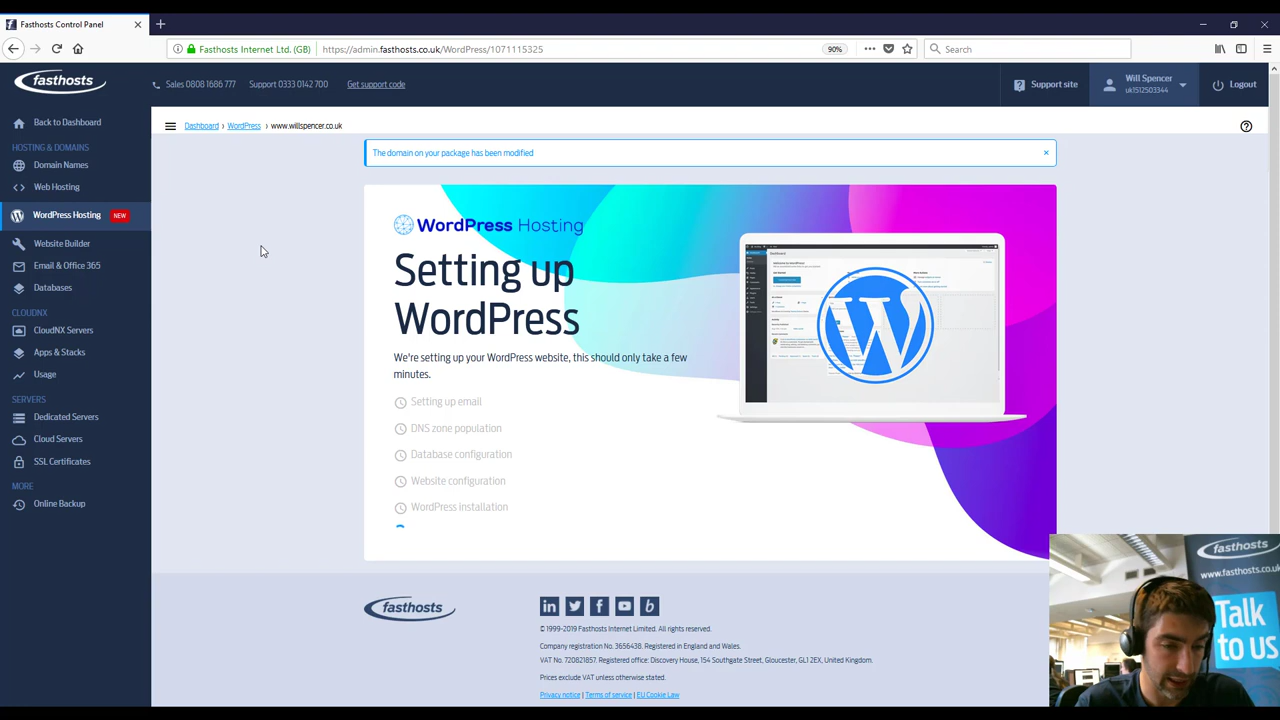 Fasthosts Control Panel
Fasthosts Internet Ltd. (GB)
https://admin.fasthosts.co.uk/WordPress/1071115325
90%
Search
fasthosts
Sales 0808 1686 777
Support 0333 0142 700
Get support code
Support site
Will Spencer
uk1512503344
Logout
Back to Dashboard
HOSTING & DOMAINS
Domain Names
Web Hosting
WordPress Hosting NEW
Website Builder
Email & Office 365
Databases
CLOUDNX
CloudNX Servers
Apps & Stacks
Usage
SERVERS
Dedicated Servers
Cloud Servers
SSL Certificates
MORE
Online Backup
Dashboard › WordPress › www.willspencer.co.uk
The domain on your package has been modified
WordPress Hosting
Setting up
WordPress
We're setting up your WordPress website, this should only take a few
minutes.
Setting up email
DNS zone population
Database configuration
Website configuration
WordPress installation
fasthosts
© 1999-2019 Fasthosts Internet Limited. All rights reserved.
Company registration No. 3656438. Registered in England and Wales.
VAT No. 720821857. Registered office: Discovery House, 154 Southgate Street, Gloucester, GL1 2EX, United Kingdom.
Prices exclude VAT unless otherwise stated.
Privacy notice | Terms of service | EU Cookie Law
fasthosts
www.fasthosts.co.uk
Talk
to us